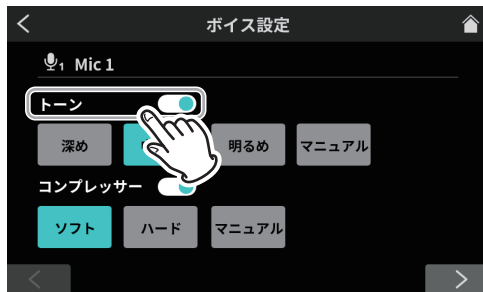 ボイス設定
1 Mic 1
トーン
深め 明るめ マニュアル
コンプレッサー
ソフト ハード マニュアル